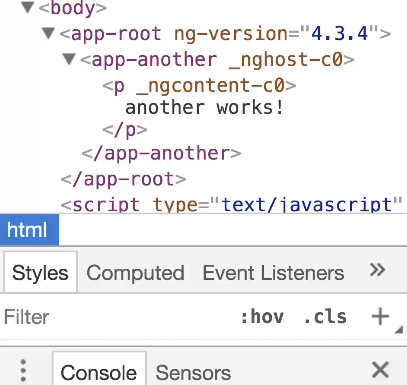 <body>
<app-root ng-version="4.3.4">
<app-another _nghost-c0>
<p _ngcontent-c0>
another works!
</p>
</app-another>
</app-root>
<script type="text/javascript"
html
Styles Computed Event Listeners »
Filter :hov .cls +
Console Sensors ×